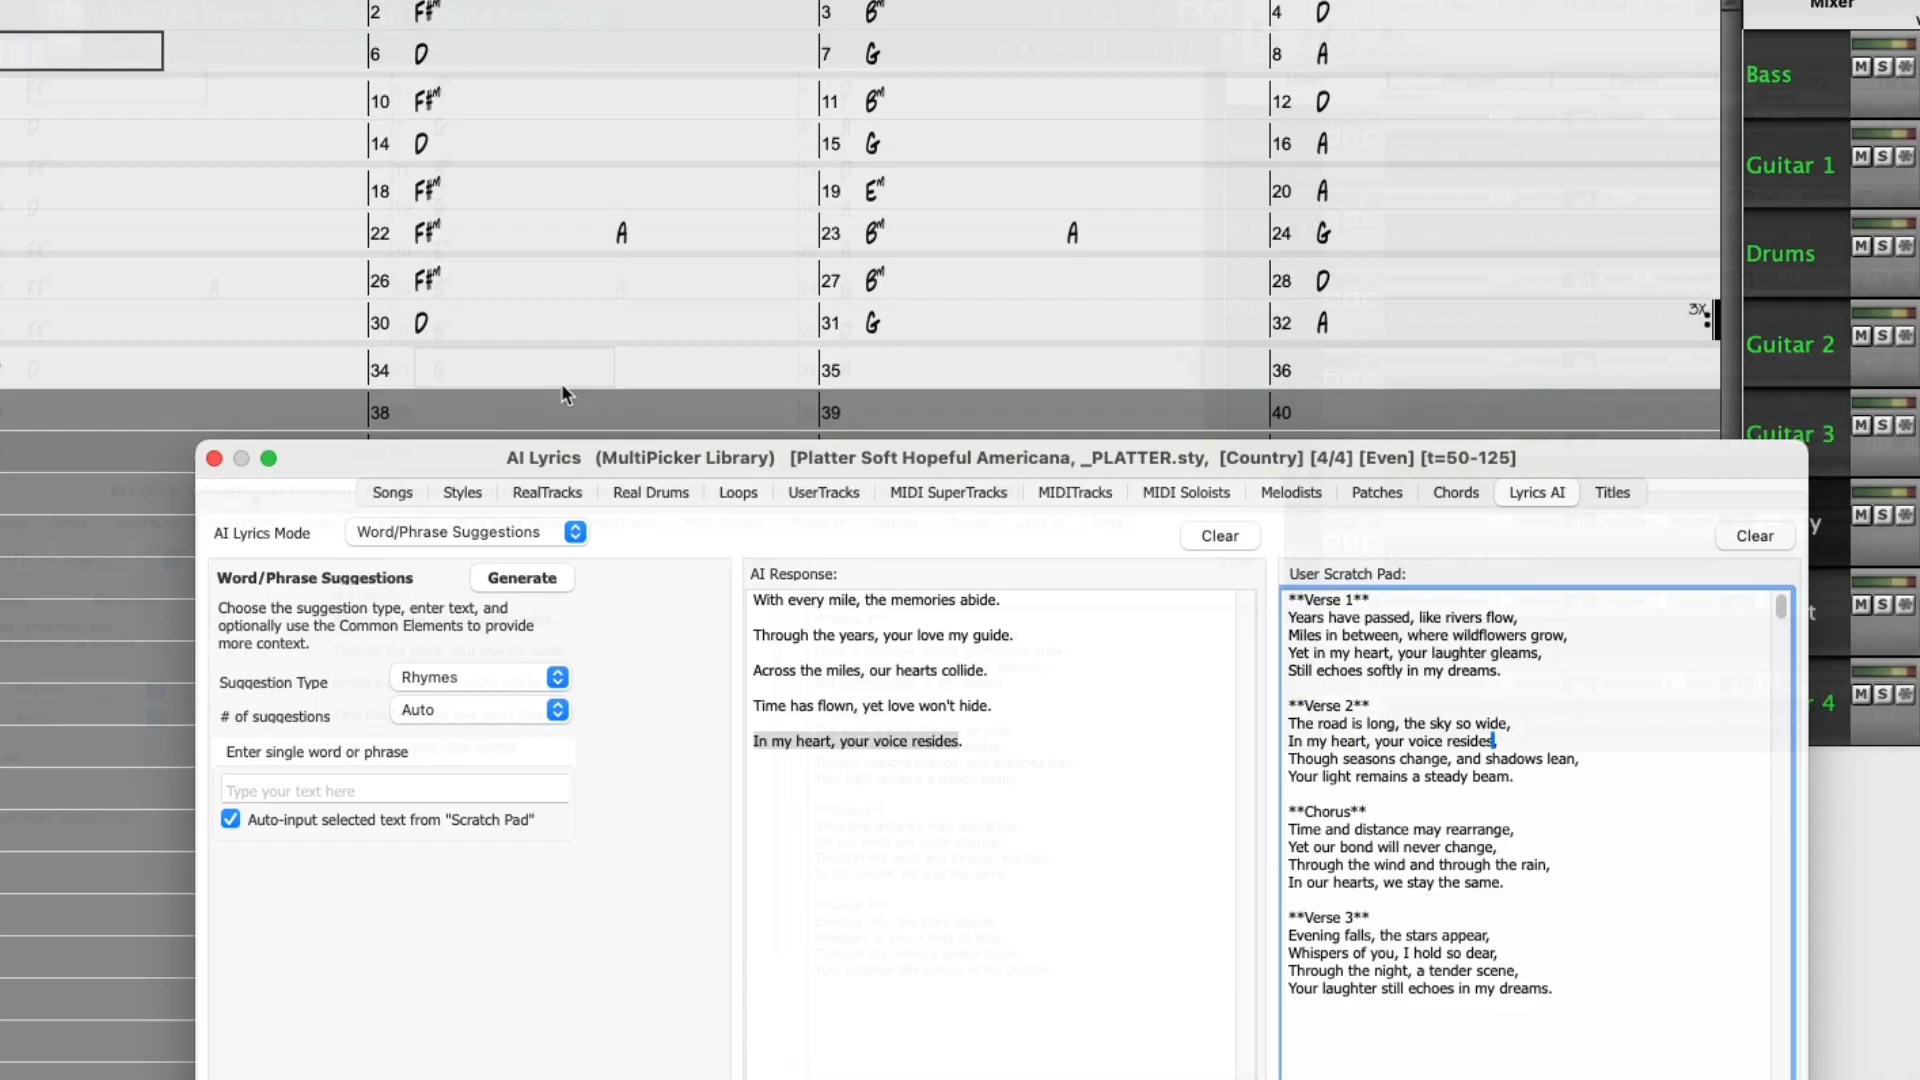 Mixer
2 F#m 3 Bm 4 D
6 D 7 G 8 A
10 F#m 11 Bm 12 D
14 D 15 G 16 A
18 F#m 19 Em 20 A
22 F#m A 23 Bm A 24 G
26 F#m 27 Bm 28 D
30 D 31 G 32 A 3X
34 35 36
38 39 40
Bass M S
Guitar 1 M S
Drums M S
Guitar 2 M S
Guitar 3 M S
y M S
t M S
4 M S
AI Lyrics (MultiPicker Library) [Platter Soft Hopeful Americana, _PLATTER.sty, [Country] [4/4] [Even] [t=50-125]
Songs Styles RealTracks Real Drums Loops UserTracks MIDI SuperTracks MIDITracks MIDI Soloists Melodists Patches Chords Lyrics AI Titles
AI Lyrics Mode Word/Phrase Suggestions
Clear
Clear
Word/Phrase Suggestions Generate
Choose the suggestion type, enter text, and
optionally use the Common Elements to provide
more context.
Suggestion Type Rhymes
# of suggestions Auto
Enter single word or phrase
Type your text here
Auto-input selected text from "Scratch Pad"
AI Response:
With every mile, the memories abide.
Through the years, your love my guide.
Across the miles, our hearts collide.
Time has flown, yet love won't hide.
In my heart, your voice resides.
User Scratch Pad:
**Verse 1**
Years have passed, like rivers flow,
Miles in between, where wildflowers grow,
Yet in my heart, your laughter gleams,
Still echoes softly in my dreams.
**Verse 2**
The road is long, the sky so wide,
In my heart, your voice resides,
Though seasons change, and shadows lean,
Your light remains a steady beam.
**Chorus**
Time and distance may rearrange,
Yet our bond will never change,
Through the wind and through the rain,
In our hearts, we stay the same.
**Verse 3**
Evening falls, the stars appear,
Whispers of you, I hold so dear,
Through the night, a tender scene,
Your laughter still echoes in my dreams.